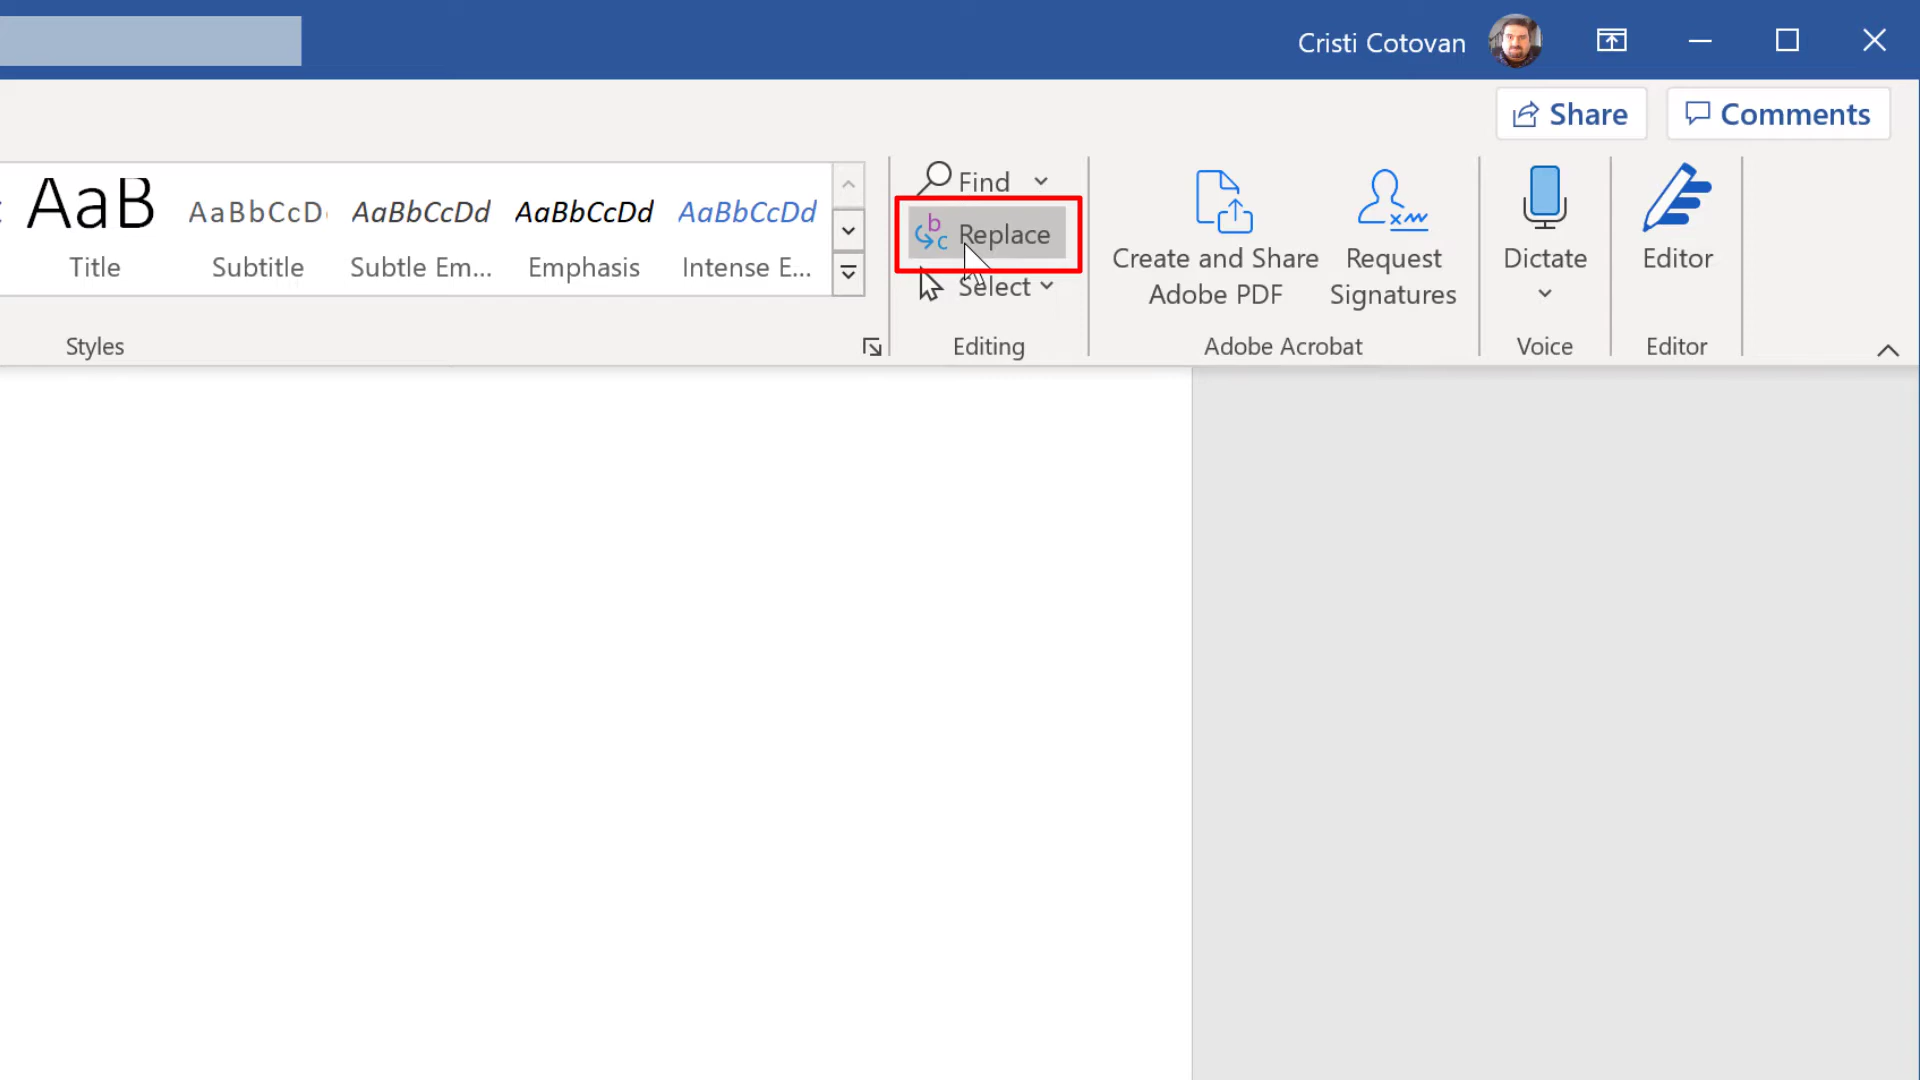 Cristi Cotovan
Share
Comments
AaB
AaBbCcD
AaBbCcDd
AaBbCcDd
AaBbCcDd
Title
Subtitle
Subtle Em...
Emphasis
Intense E...
Styles
Find
b
c
Replace
Select
Editing
Create and Share
Adobe PDF
Request
Signatures
Adobe Acrobat
Dictate
Voice
Editor
Editor